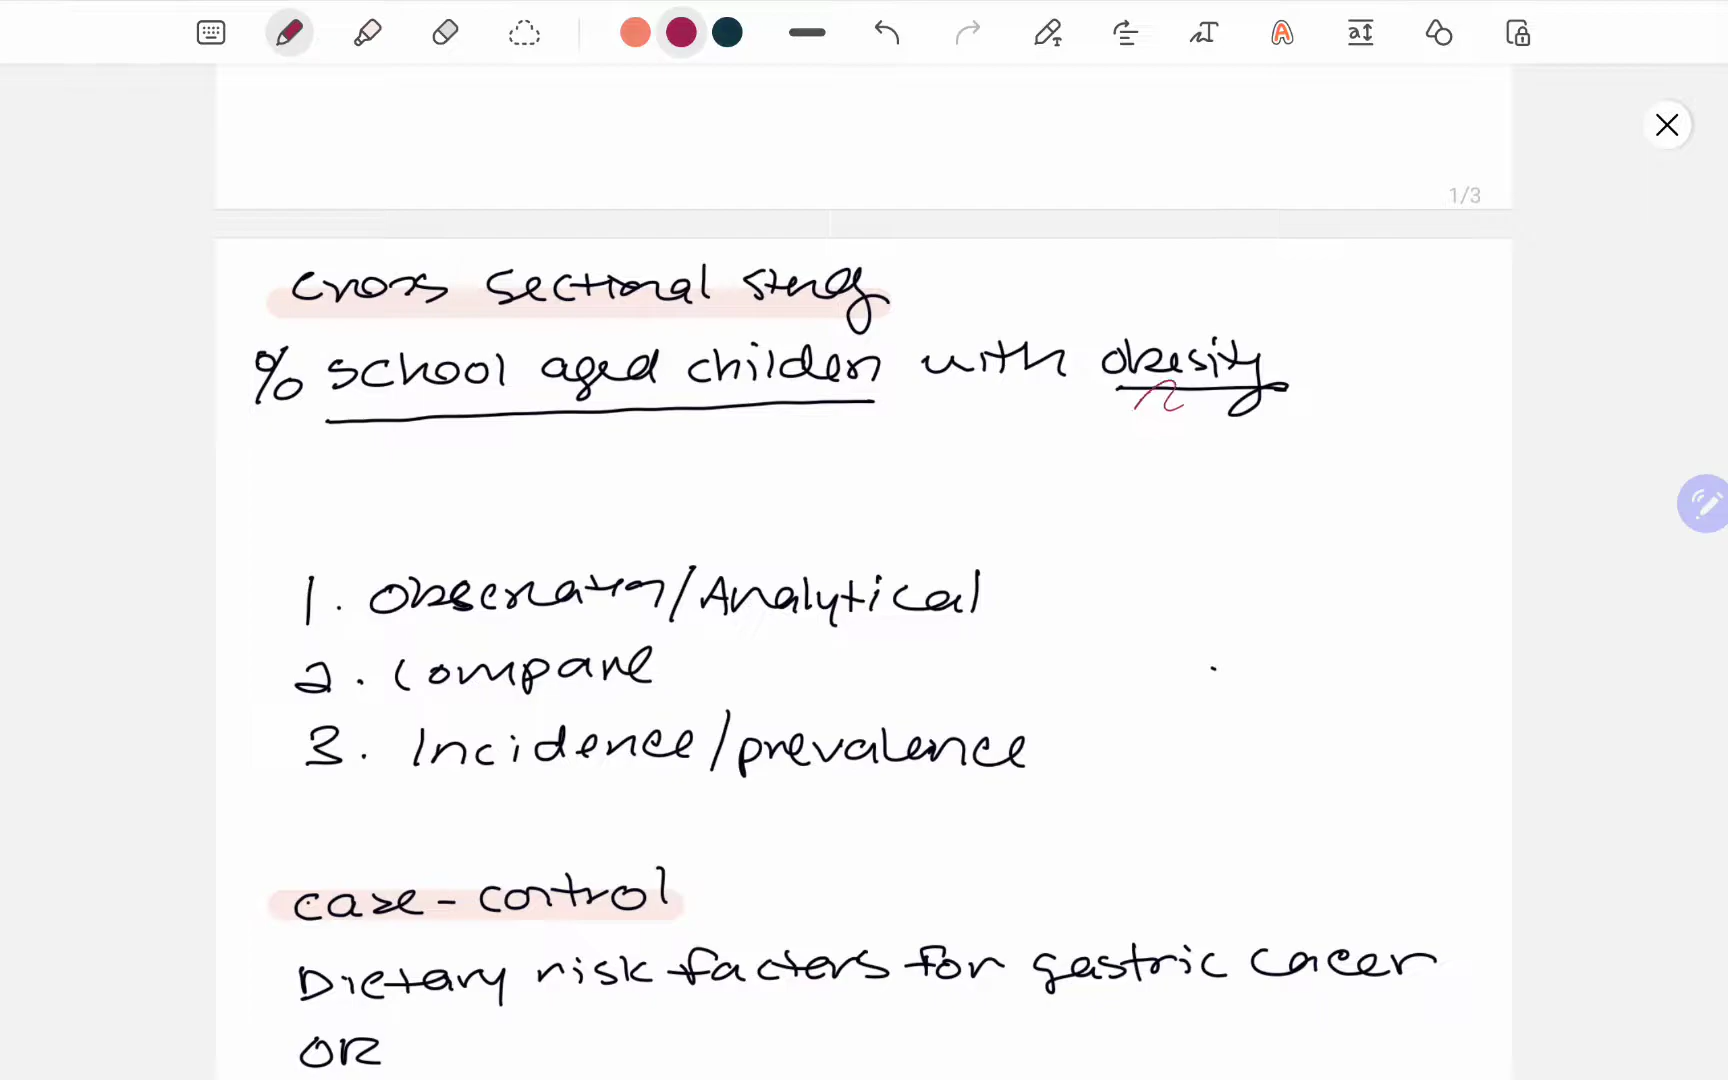 1/3
cross sectional study
% school aged childen with obesity
1. Observation/Analytical
2. Compare
3. Incidence/prevalence
case-control
Dietary risk factors for gastric cacer
OR